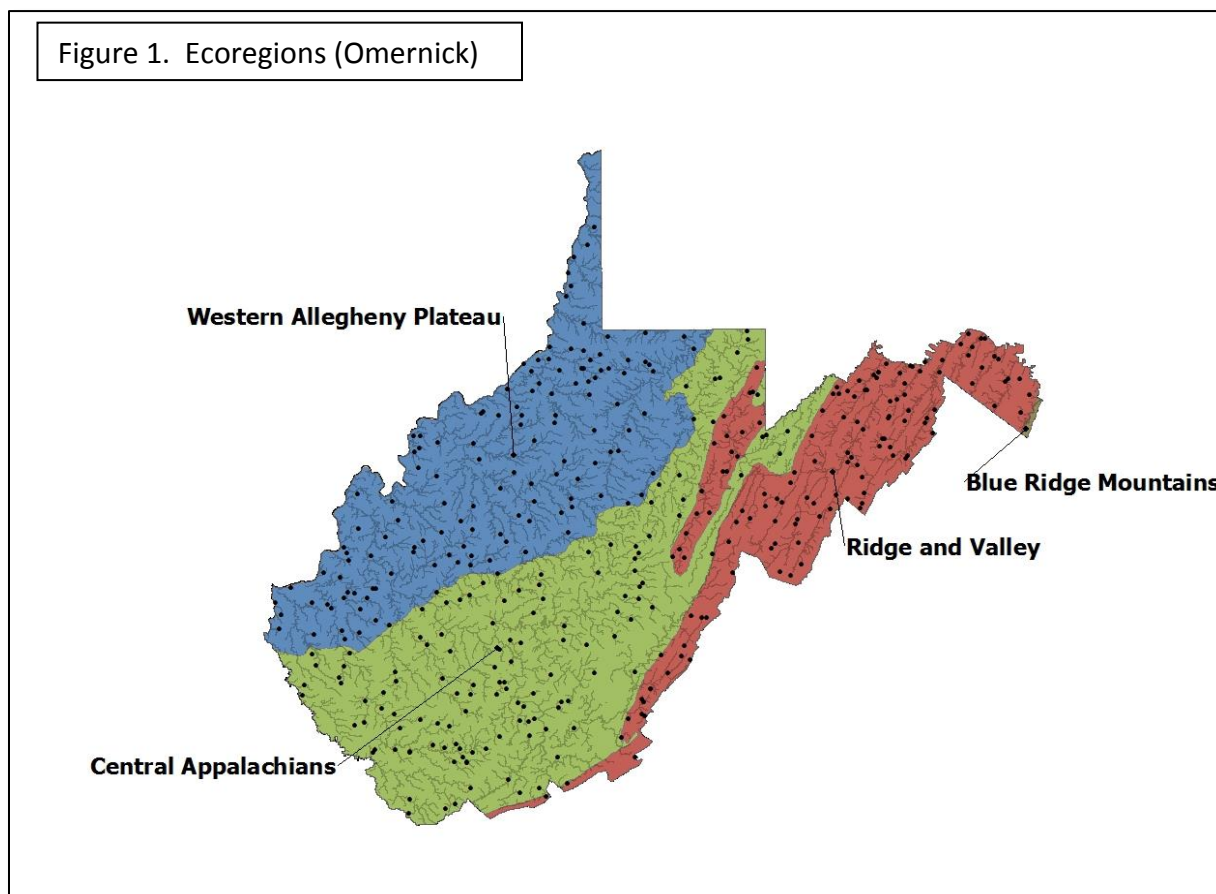 Figure 1. Ecoregions (Omernick)
Western Allegheny Plateau
Blue Ridge Mountains
Ridge and Valley
Central Appalachians